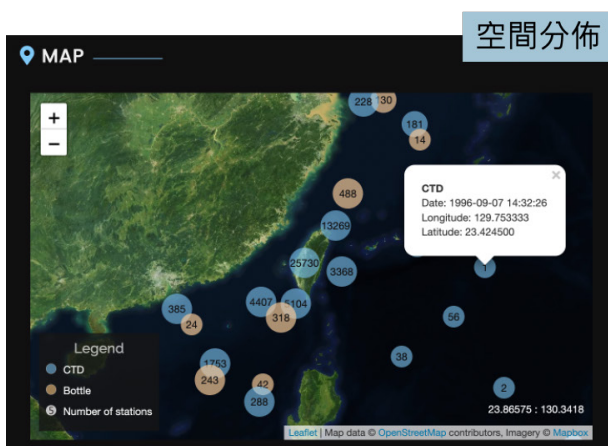 空間分佈
MAP
+
−
228
130
181
14
488
×
CTD
Date: 1996-09-07 14:32:26
Longitude: 129.753333
Latitude: 23.424500
13269
25730
3368
1
385
4407
318
24
56
1753
38
243
42
288
2
Legend
CTD
Bottle
S Number of stations
23.86575 : 130.3418
Leaflet | Map data © OpenStreetMap contributors, Imagery © Mapbox